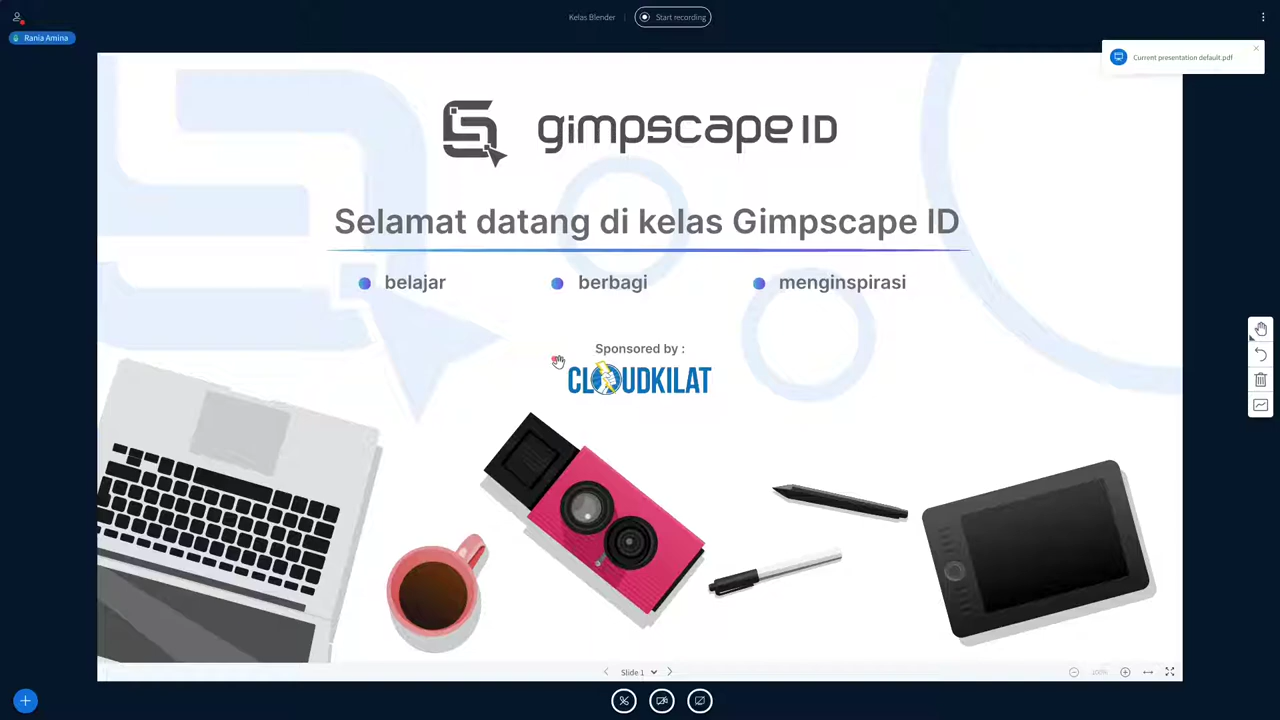 Kelas Blender
Start recording
Rania Amina
Current presentation default.pdf
gimpscape ID
Selamat datang di kelas Gimpscape ID
belajar
berbagi
menginspirasi
Sponsored by :
CLOUDKILAT
Slide 1
200%